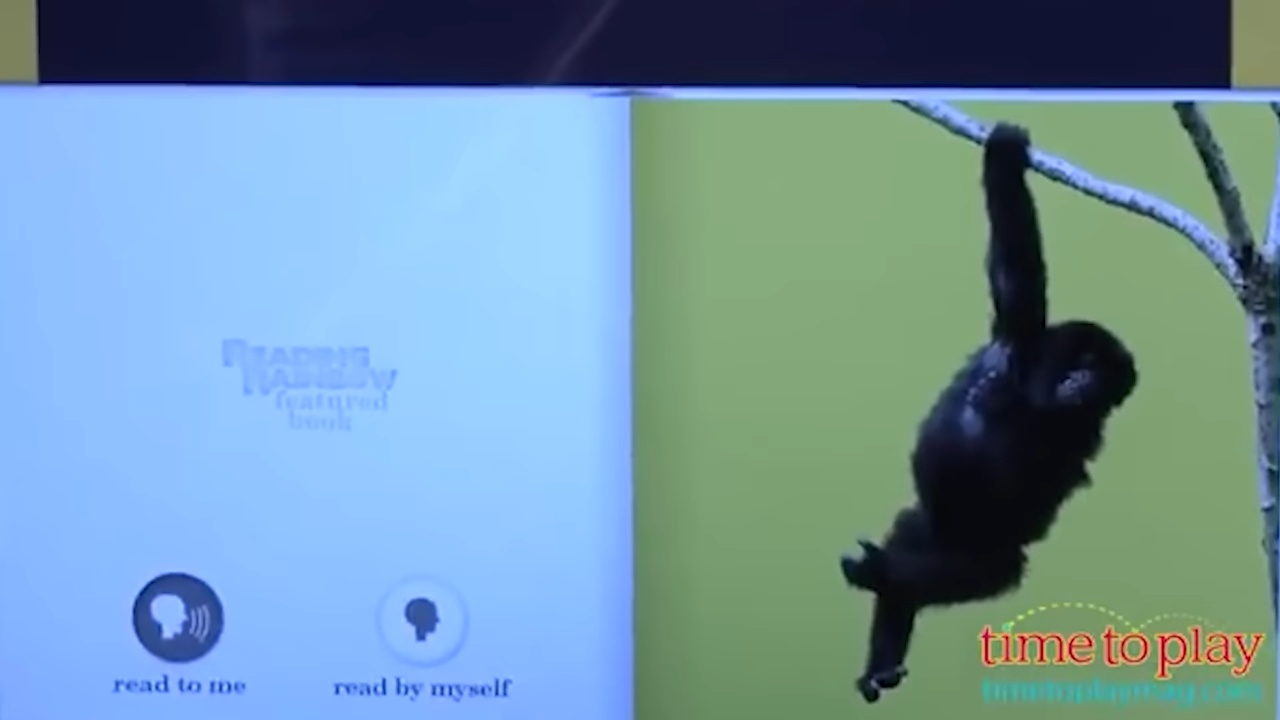 READING
RAINBOW
featured
book
read to me
read by myself
time to play
timetoplaymag.com